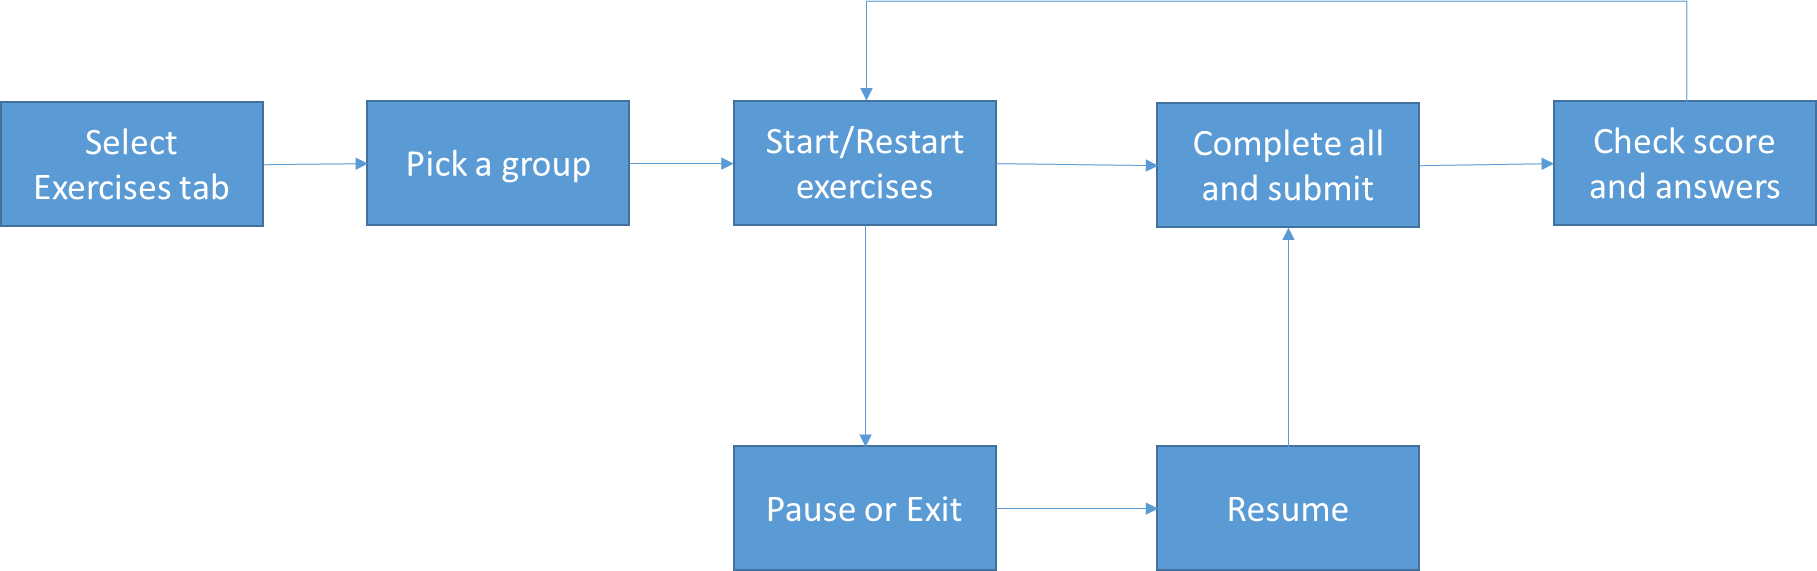 Select
Exercises tab
Pick a group
Start/Restart
exercises
Complete all
and submit
Check score
and answers
Pause or Exit
Resume